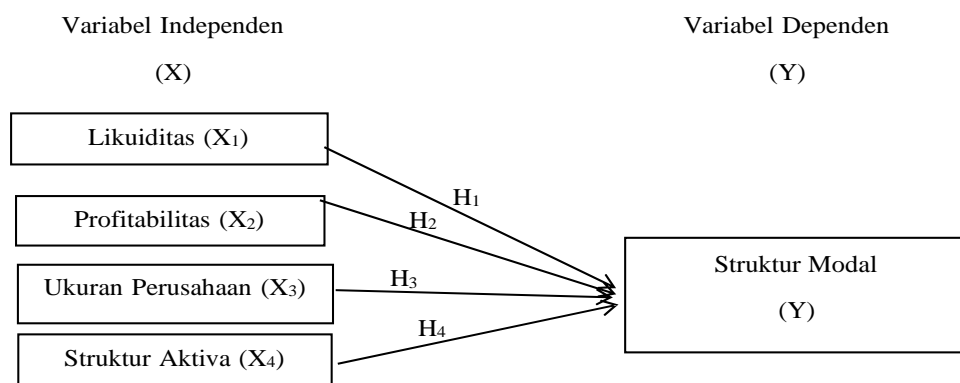 Variabel Independen
(X)
Variabel Dependen
(Y)
Likuiditas (X1)
Profitabilitas (X2)
Ukuran Perusahaan (X3)
Struktur Aktiva (X4)
H1
H2
H3
H4
Struktur Modal
(Y)